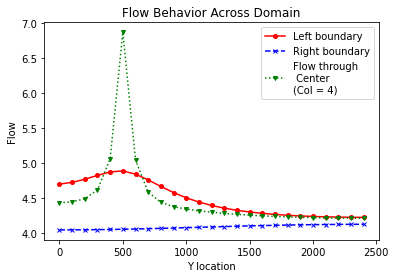 Flow Behavior Across Domain
7.0
6.5
6.0
5.5
5.0
4.5
4.0
Flow
Left boundary
Right boundary
Flow through
Center
(Col = 4)
0 500 1000 1500 2000 2500
Y location